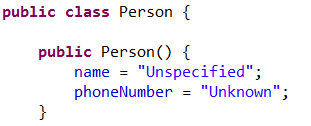 public class Person {
public Person() {
name = "Unspecified";
phoneNumber = "Unknown";
}